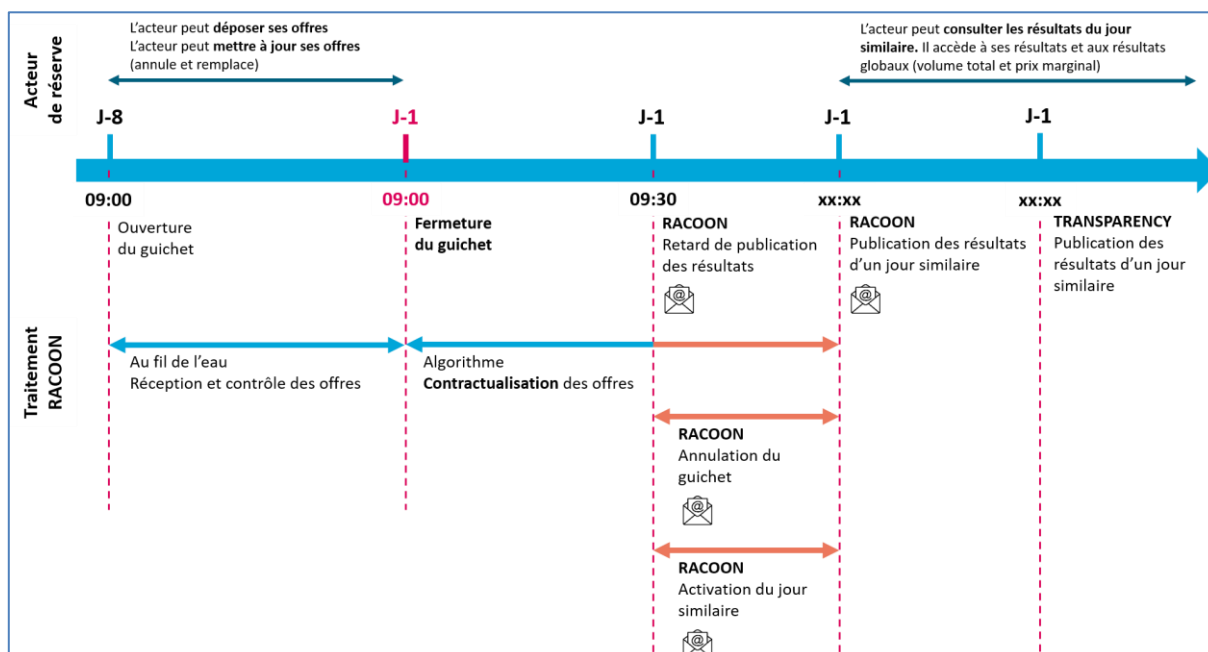 L'acteur peut déposer ses offres
L'acteur peut mettre à jour ses offres
(annule et remplace)
L'acteur peut consulter les résultats du jour
similaire. Il accède à ses résultats et aux résultats
globaux (volume total et prix marginal)
Acteur
de réserve
J-8
J-1
J-1
J-1
J-1
09:00
09:00
09:30
xx:xx
xx:xx
Ouverture
du guichet
Fermeture
du guichet
RACOON
Retard de publication
des résultats
@
RACOON
Publication des résultats
d'un jour similaire
@
TRANSPARENCY
Publication des
résultats d'un jour
similaire
Traitement
RACOON
Au fil de l'eau
Réception et contrôle des offres
Algorithme
Contractualisation des offres
RACOON
Annulation du
guichet
@
RACOON
Activation du jour
similaire
@